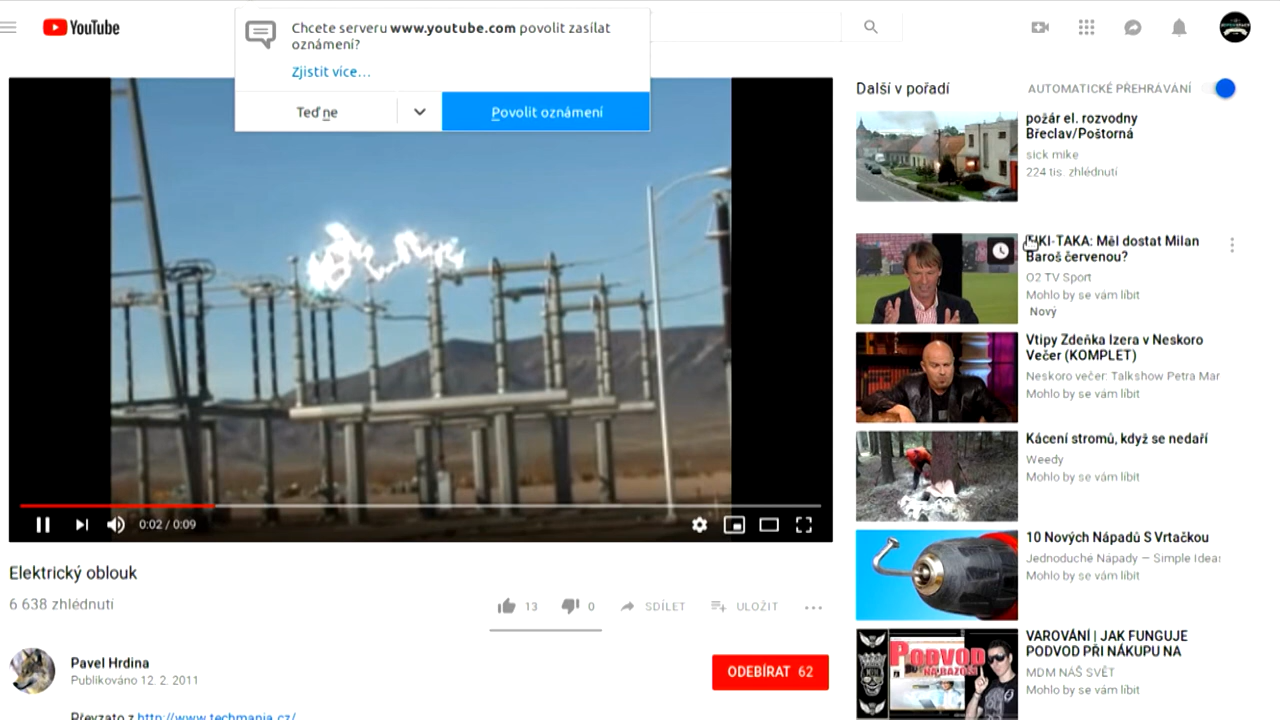 YouTube
Chcete serveru www.youtube.com povolit zasílat
oznámení?
Zjistit více…
Teď ne
Povolit oznámení
0:02 / 0:09
Elektrický oblouk
6 638 zhlédnutí
13
0
SDÍLET
ULOŽIT
Pavel Hrdina
Publikováno 12. 2. 2011
ODEBÍRAT 62
Převzato z http://www.techmania.cz/
Další v pořadí
AUTOMATICKÉ PŘEHRÁVÁNÍ
požár el. rozvodny
Břeclav/Poštorná
sick mike
224 tis. zhlédnutí
TIKI-TAKA: Měl dostat Milan
Baroš červenou?
O2 TV Sport
Mohlo by se vám líbit
Nový
Vtipy Zdeňka Izera v Neskoro
Večer (KOMPLET)
Neskoro večer: Talkshow Petra Mar
Mohlo by se vám líbit
Kácení stromů, když se nedaří
Weedy
Mohlo by se vám líbit
10 Nových Nápadů S Vrtačkou
Jednoduché Nápady – Simple Ideas
Mohlo by se vám líbit
PODVOD
NA BAZOŠI
VAROVÁNÍ | JAK FUNGUJE
PODVOD PŘI NÁKUPU NA
MDM NÁŠ SVĚT
Mohlo by se vám líbit